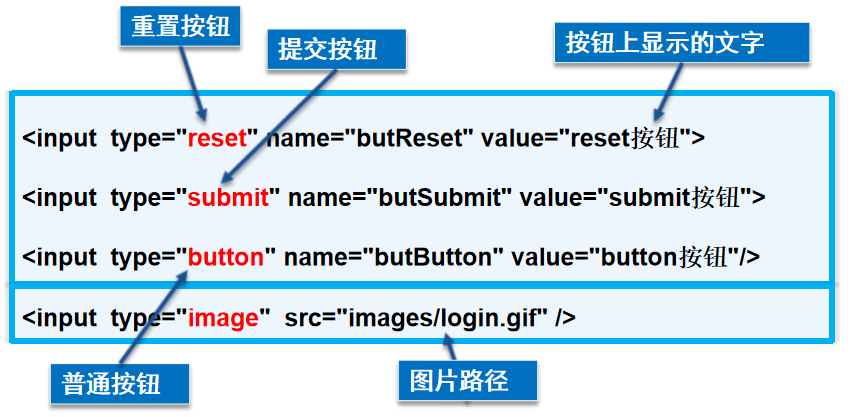 重置按钮
提交按钮
按钮上显示的文字
<input type="reset" name="butReset" value="reset按钮">
<input type="submit" name="butSubmit" value="submit按钮">
<input type="button" name="butButton" value="button按钮"/>
<input type="image" src="images/login.gif" />
普通按钮
图片路径